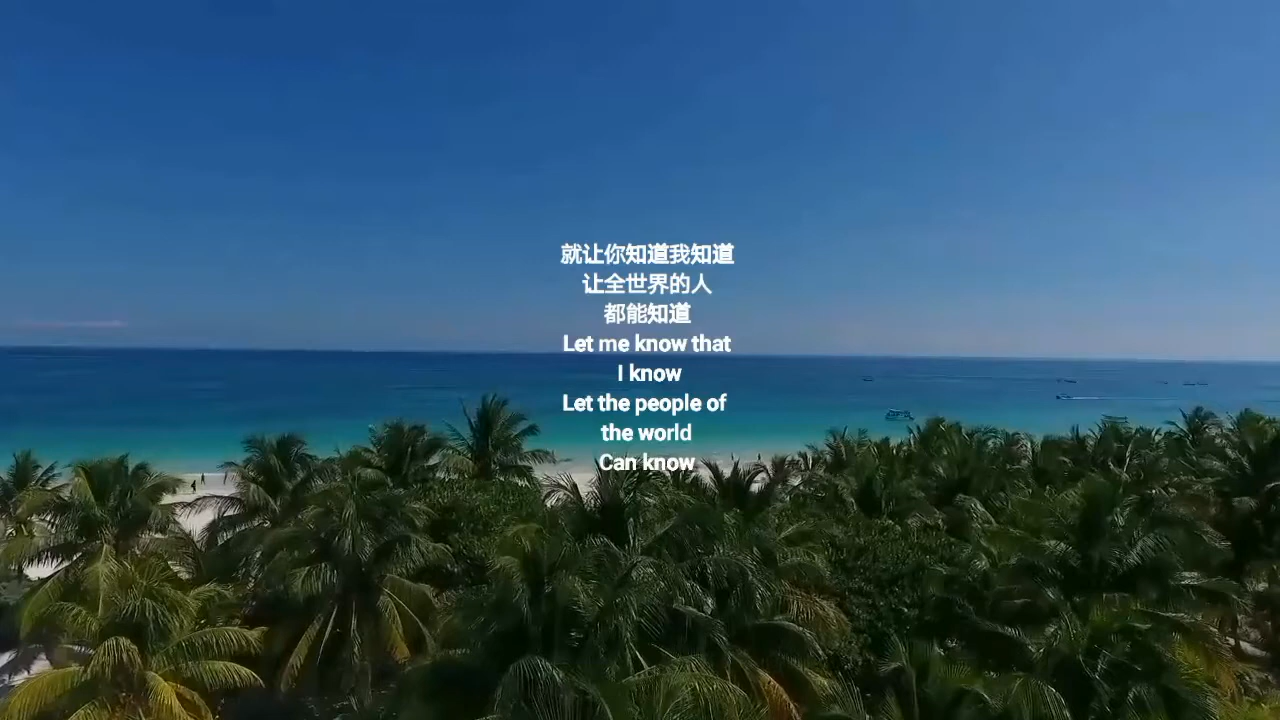 就让你知道我知道
让全世界的人
都能知道
Let me know that
I know
Let the people of
the world
Can know